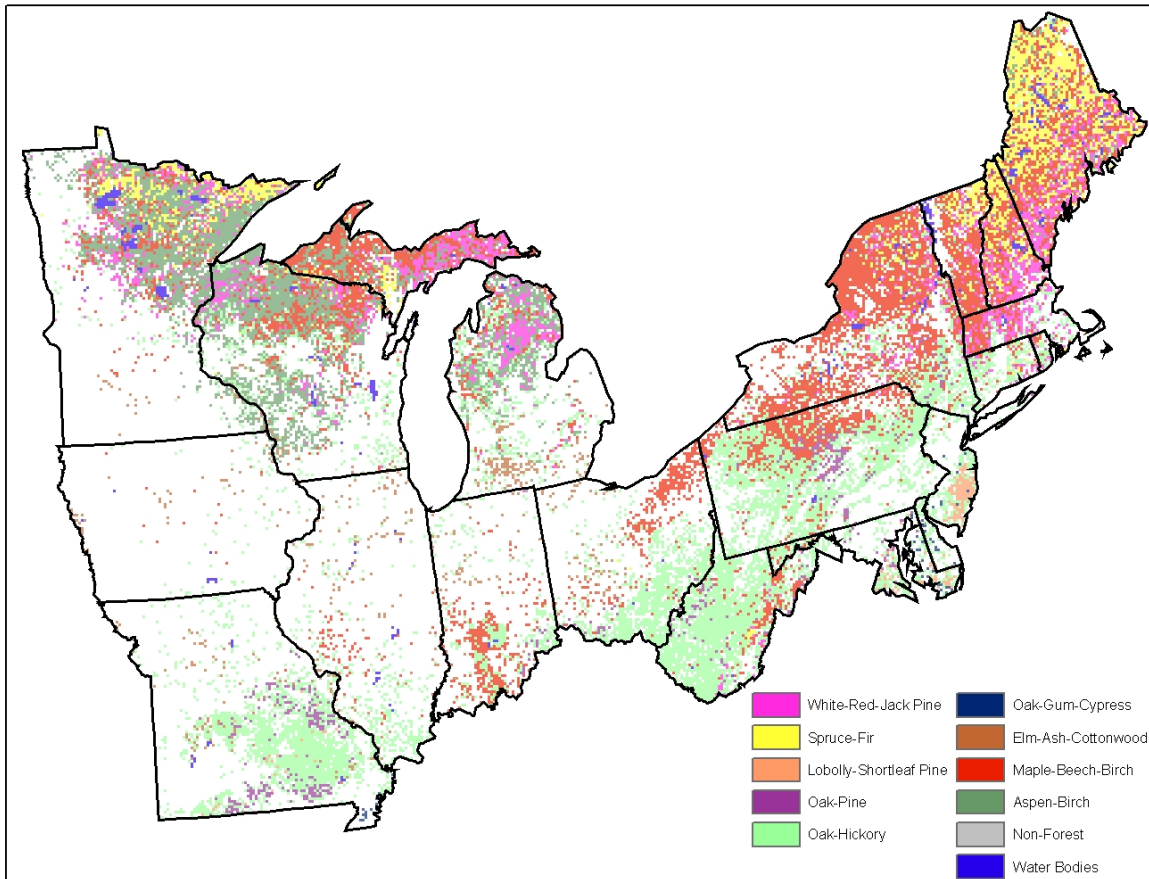 White-Red-Jack Pine
Spruce-Fir
Lobolly-Shortleaf Pine
Oak-Pine
Oak-Hickory
Oak-Gum-Cypress
Elm-Ash-Cottonwood
Maple-Beech-Birch
Aspen-Birch
Non-Forest
Water Bodies